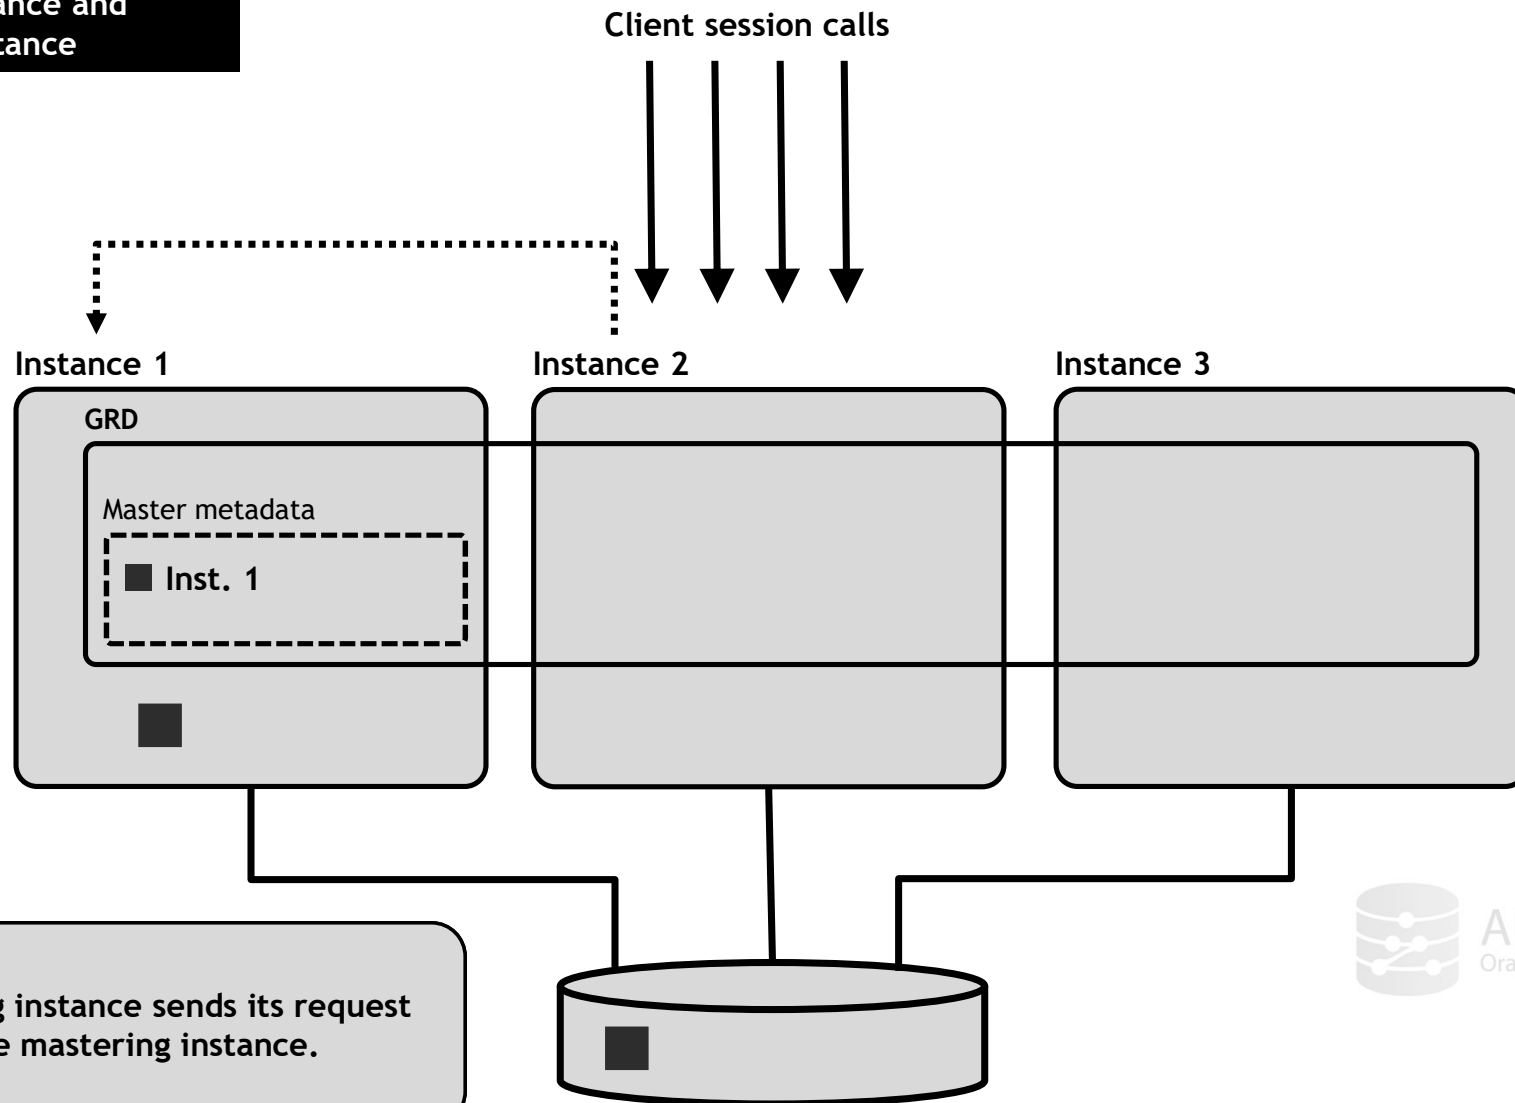 ance and
tance
Client session calls
Instance 1
Instance 2
Instance 3
GRD
Master metadata
Inst. 1
g instance sends its request
e mastering instance.
A
Ora